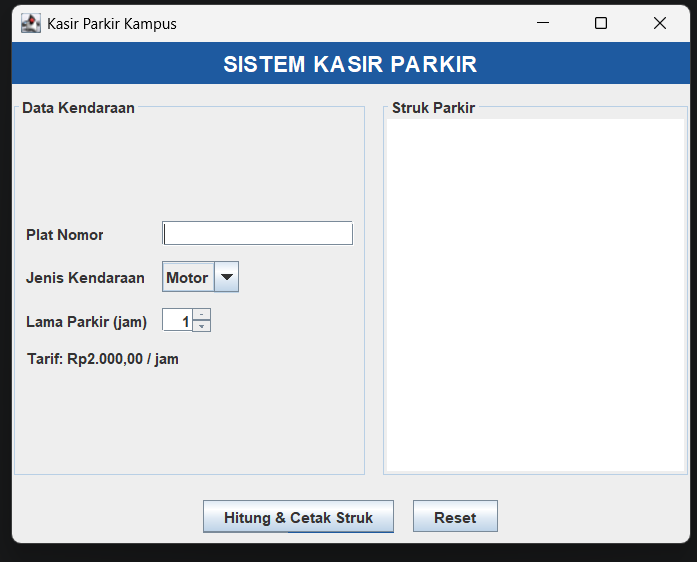 Kasir Parkir Kampus
SISTEM KASIR PARKIR
Data Kendaraan
Plat Nomor
Jenis Kendaraan Motor
Lama Parkir (jam) 1
Tarif: Rp2.000,00 / jam
Struk Parkir
Hitung & Cetak Struk Reset